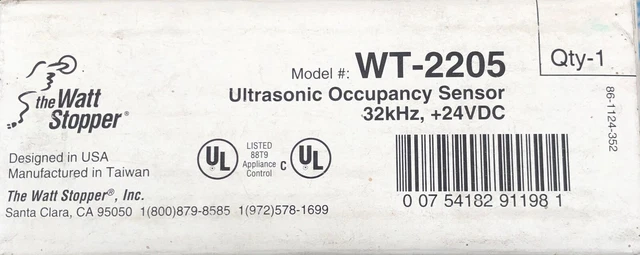 the Watt
Stopper®
Model #: WT-2205
Qty-1
Ultrasonic Occupancy Sensor
32kHz, +24VDC
86-1124-352
Designed in USA
Manufactured in Taiwan
UL
LISTED
88T9
Appliance
Control
C UL
®
®
The Watt Stopper®, Inc.
Santa Clara, CA 95050 1(800)879-8585 1(972)578-1699
0 07 54182 91198 1